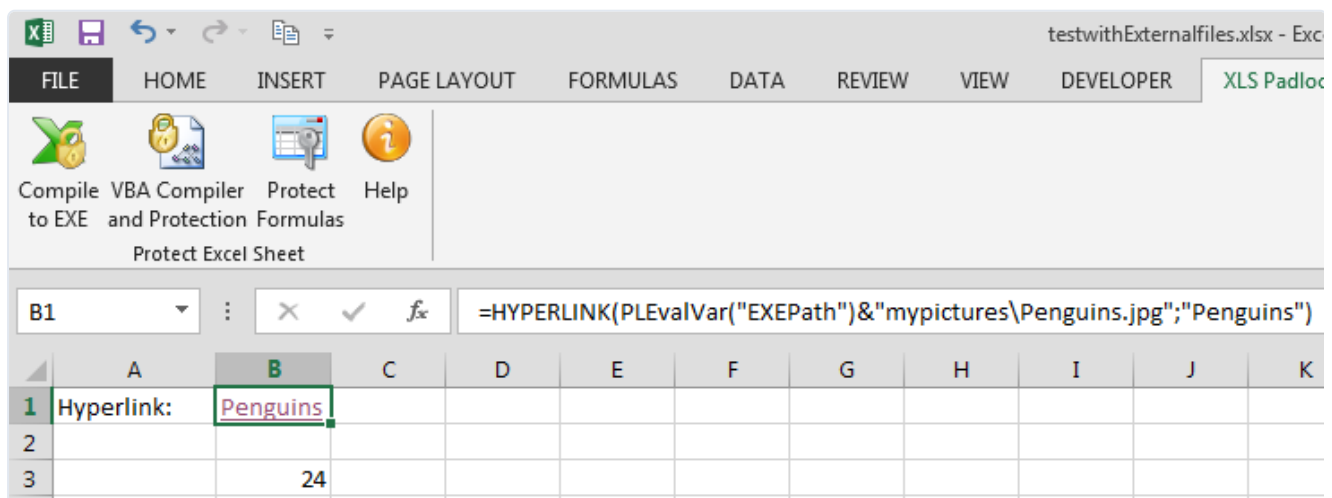 testwithExternalfiles.xlsx - Exc
FILE HOME INSERT PAGE LAYOUT FORMULAS DATA REVIEW VIEW DEVELOPER XLS Padloc
Compile VBA Compiler Protect Help
to EXE and Protection Formulas
Protect Excel Sheet
B1 fx =HYPERLINK(PLEvalVar("EXEPath")&"mypictures\Penguins.jpg";"Penguins")
A B C D E F G H I J K
1 Hyperlink: Penguins
2
3 24